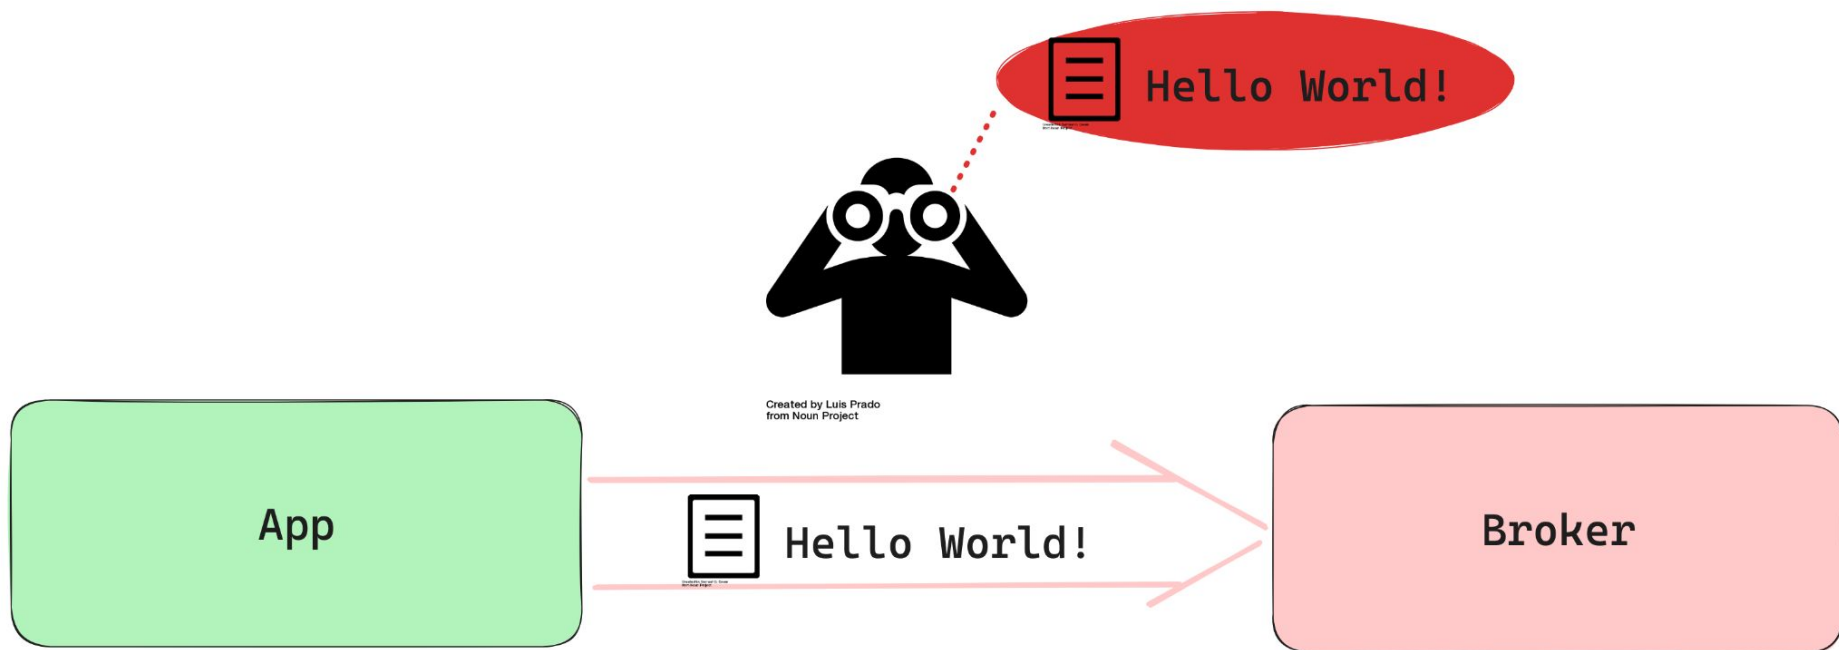 Hello World!
Created by Luis Prado
from Noun Project
App
Hello World!
Broker